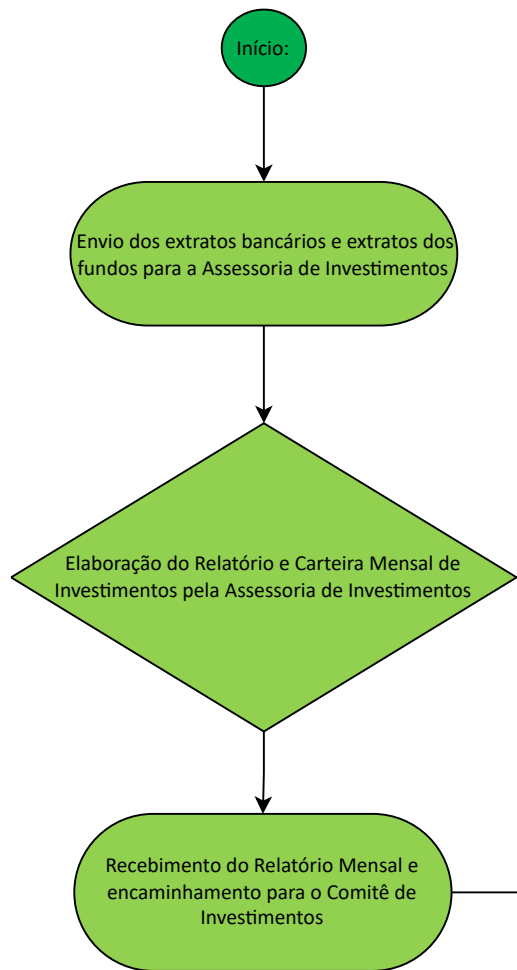 Início:
Envio dos extratos bancários e extratos dos
fundos para a Assessoria de Investimentos
Elaboração do Relatório e Carteira Mensal de
Investimentos pela Assessoria de Investimentos
Recebimento do Relatório Mensal e
encaminhamento para o Comitê de
Investimentos